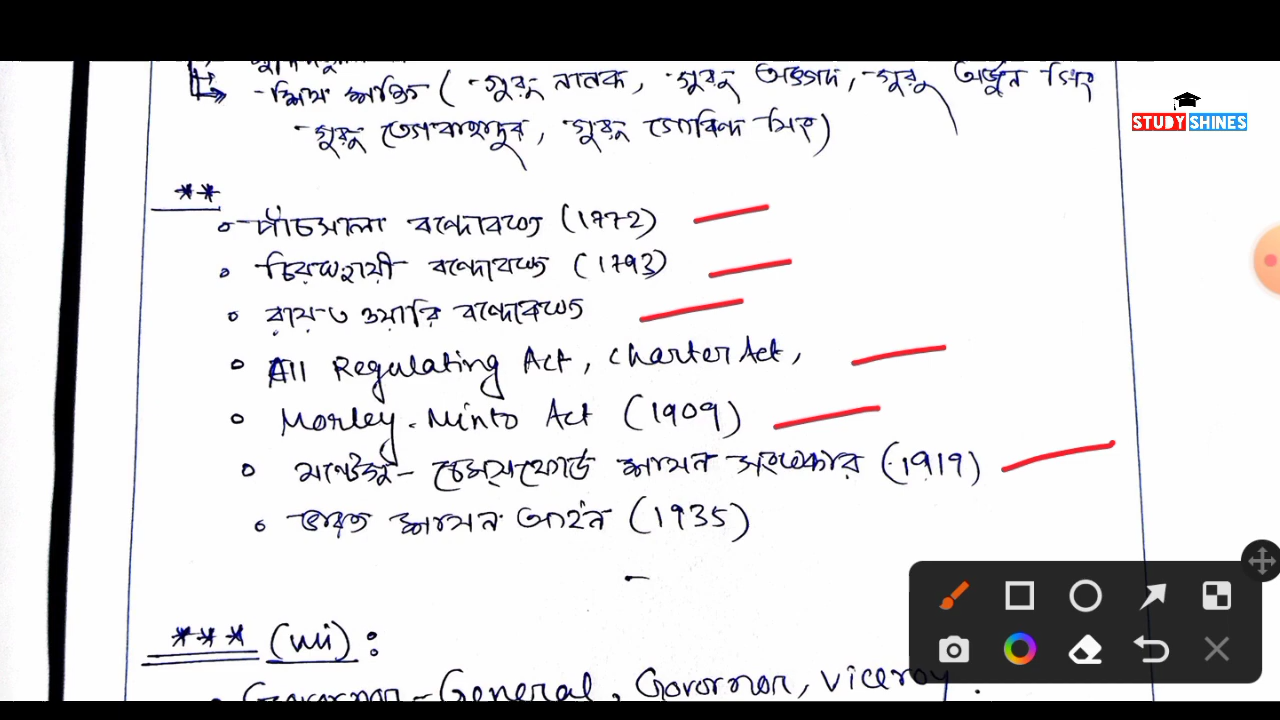 - শিখ শক্তি ( - গুরু নানক, - গুরু অঙ্গদ, - গুরু অর্জুন সিং
- গুরু তেগবাহাদুর, গুরু গোবিন্দ সিং)
STUDY SHINES
**
পাঁচসালা বন্দোবস্ত (1772)
চিরস্থায়ী বন্দোবস্ত (1793)
রায়তওয়ারি বন্দোবস্ত
All Regulating Act, Charter Act,
Morley-Minto Act (1909)
মন্টেগু - চেমসফোর্ড শাসন সংস্কার (1919)
ভারত শাসন আইন (1935)
*** (vii) :
Governor-General, Governor, Viceroy.